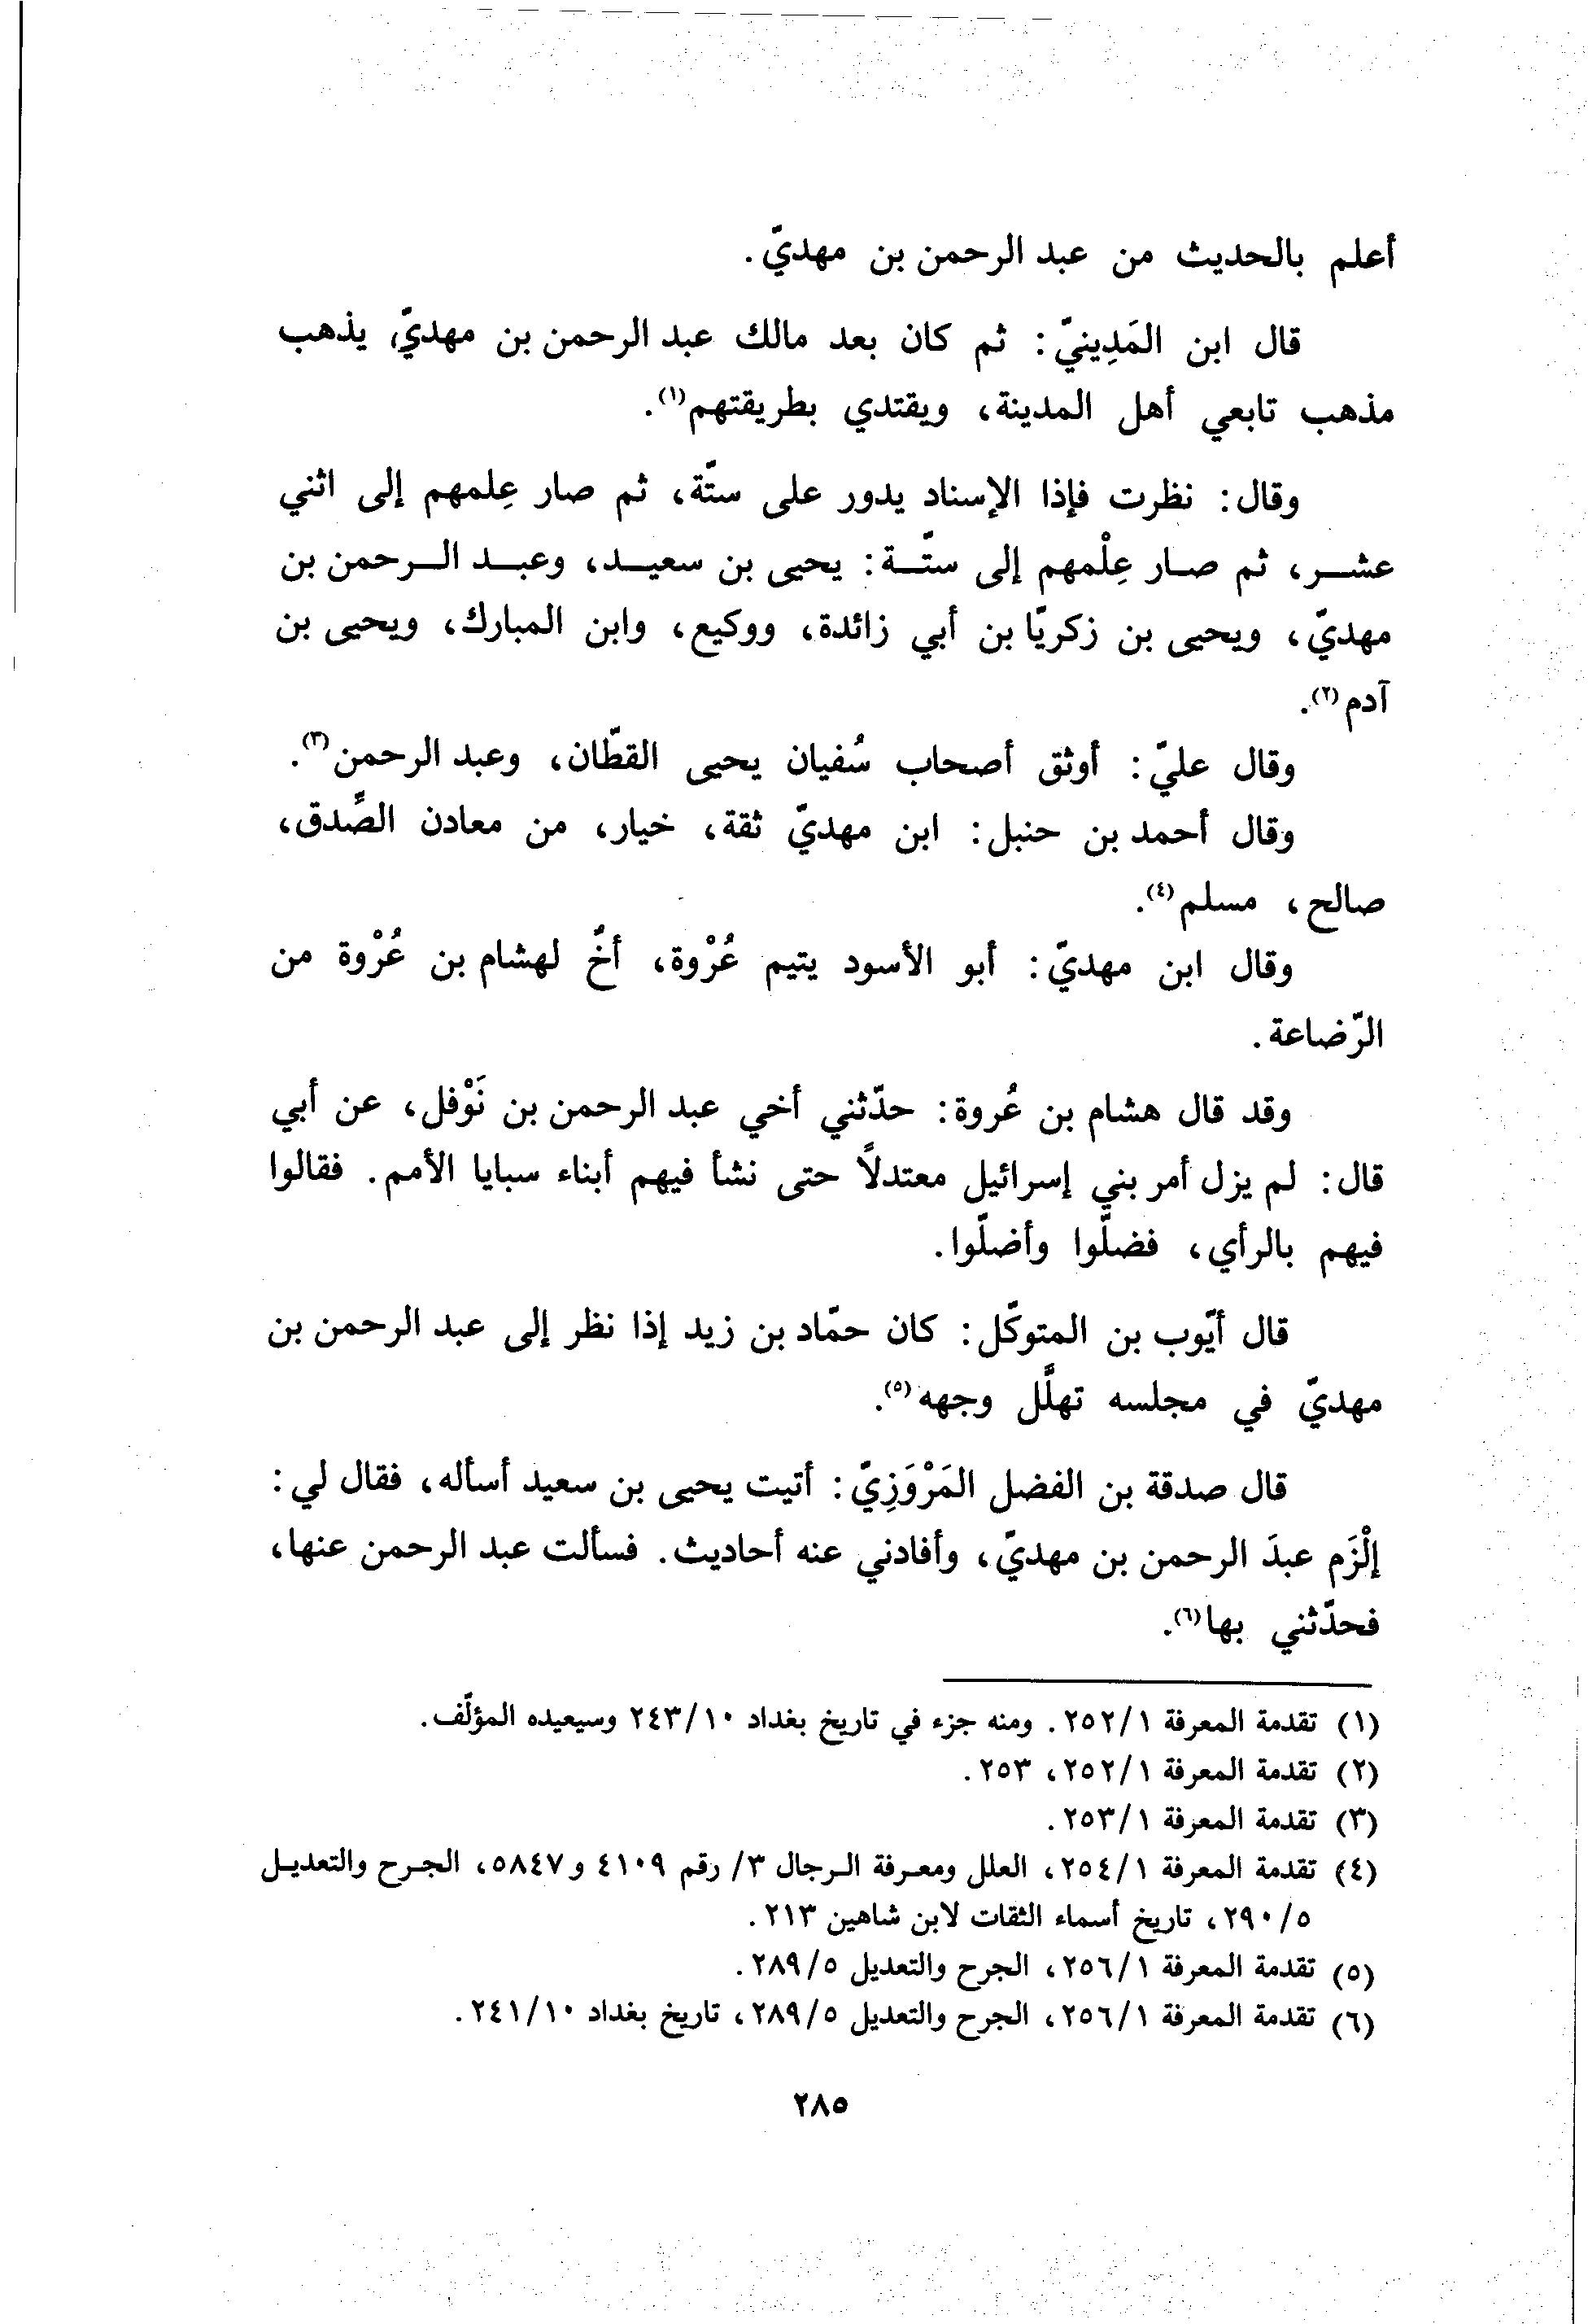 أعلم بالحديث من عبد الرحمن بن مهديّ.
قال ابن المَدِينيّ: ثم كان بعد مالك عبد الرحمن بن مهديّ، يذهب
مذهب تابعي أهل المدينة، ويقتدي بطريقتهم(١).
وقال: نظرت فإذا الإسناد يدور على ستّة، ثم صار عِلمهم إلى اثني
عشر، ثم صار عِلْمهم إلى ستّة: يحيى بن سعيد، وعبد الرحمن بن
مهديّ، ويحيى بن زكريّا بن أبي زائدة، ووكيع، وابن المبارك، ويحيى بن
آدم(٢).
وقال عليّ: أوثق أصحاب سُفيان يحيى القطّان، وعبد الرحمن(٣).
وقال أحمد بن حنبل: ابن مهديّ ثقة، خيار، من معادن الصِّدق،
صالح، مسلم(٤).
وقال ابن مهديّ: أبو الأسود يتيم عُرْوة، أخٌ لهشام بن عُرْوة من
الرّضاعة.
وقد قال هشام بن عُروة: حدّثني أخي عبد الرحمن بن نَوْفل، عن أبي
قال: لم يزل أمر بني إسرائيل معتدلاً حتى نشأ فيهم أبناء سبايا الأمم. فقالوا
فيهم بالرأي، فضلّوا وأضلّوا.
قال أيّوب بن المتوكّل: كان حمّاد بن زيد إذا نظر إلى عبد الرحمن بن
مهديّ في مجلسه تهلَّل وجهه(٥).
قال صدقة بن الفضل المَرْوَزِيّ: أتيت يحيى بن سعيد أسأله، فقال لي:
إلْزَم عبدَ الرحمن بن مهديّ، وأفادني عنه أحاديث. فسألت عبد الرحمن عنها،
فحدّثني بها(٦).
(١) تقدمة المعرفة ٢٥٢/١. ومنه جزء في تاريخ بغداد ٢٤٣/١٠ وسيعيده المؤلّف.
(٢) تقدمة المعرفة ٢٥٢/١، ٢٥٣.
(٣) تقدمة المعرفة ٢٥٣/١.
(٤) تقدمة المعرفة ٢٥٤/١، العلل ومعرفة الرجال ٣/ رقم ٤١٠٩ و٥٨٤٧، الجرح والتعديل
٢٩٠/٥، تاريخ أسماء الثقات لابن شاهين ٢١٣.
(٥) تقدمة المعرفة ٢٥٦/١، الجرح والتعديل ٢٨٩/٥.
(٦) تقدمة المعرفة ٢٥٦/١، الجرح والتعديل ٢٨٩/٥، تاريخ بغداد ٢٤١/١٠.
٢٨٥